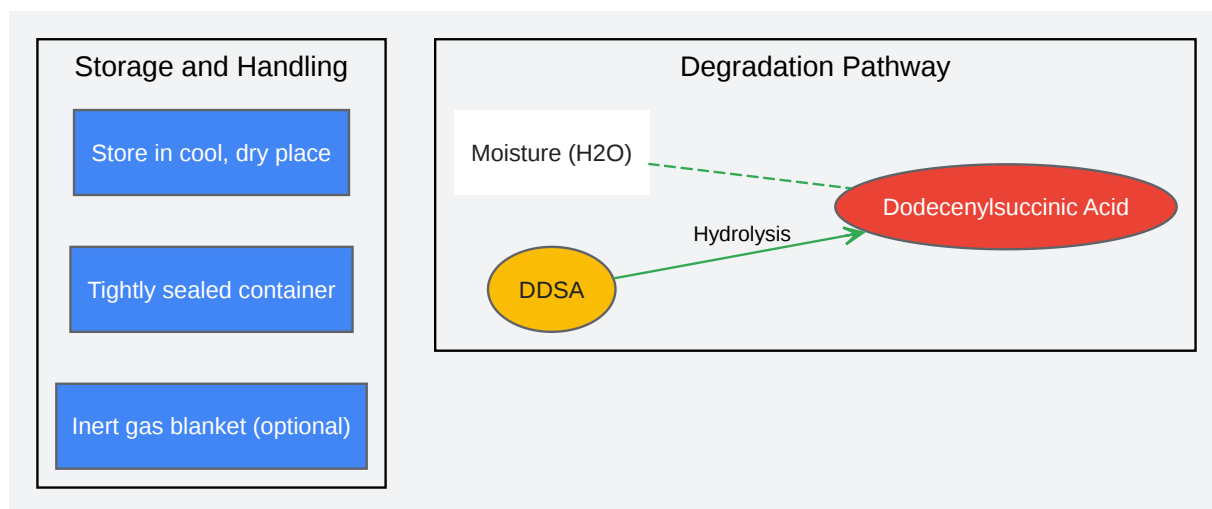 Storage and Handling
Store in cool, dry place
Tightly sealed container
Inert gas blanket (optional)
Degradation Pathway
Moisture (H2O)
Dodecenylsuccinic Acid
Hydrolysis
DDSA